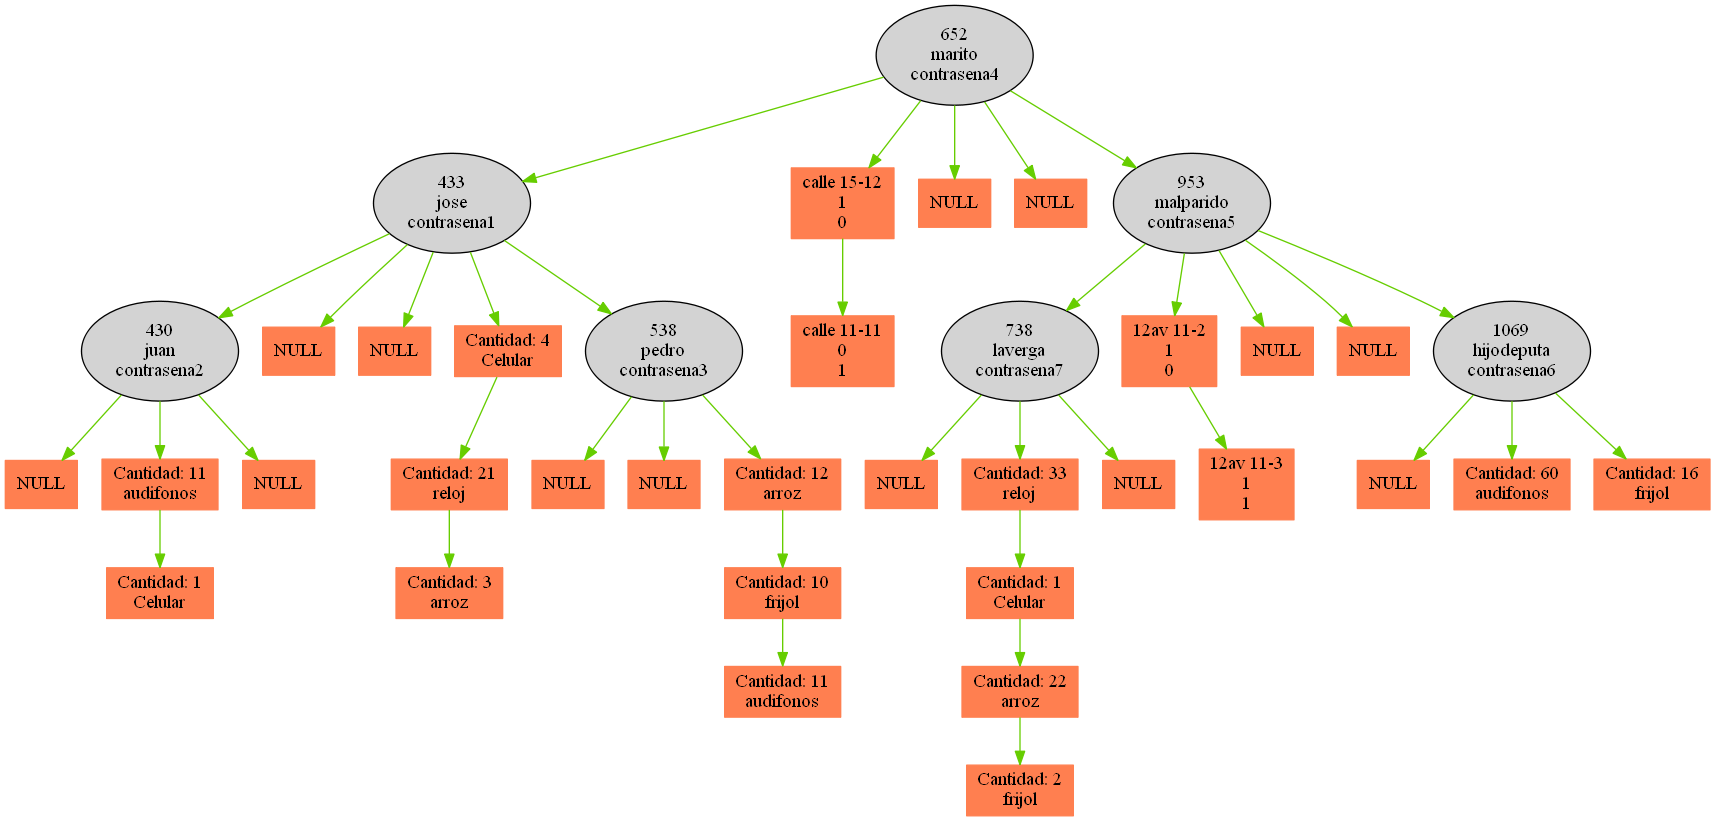 652
marito
contrasena4
433
jose
contrasena1
calle 15-12
1
0
NULL
NULL
953
malparido
contrasena5
430
juan
contrasena2
NULL
NULL
Cantidad: 4
Celular
538
pedro
contrasena3
calle 11-11
0
1
738
laverga
contrasena7
12av 11-2
1
0
NULL
NULL
1069
hijodeputa
contrasena6
NULL
Cantidad: 11
audifonos
NULL
Cantidad: 21
reloj
NULL
NULL
Cantidad: 12
arroz
NULL
Cantidad: 33
reloj
NULL
12av 11-3
1
1
NULL
Cantidad: 60
audifonos
Cantidad: 16
frijol
Cantidad: 1
Celular
Cantidad: 3
arroz
Cantidad: 10
frijol
Cantidad: 1
Celular
Cantidad: 11
audifonos
Cantidad: 22
arroz
Cantidad: 2
frijol